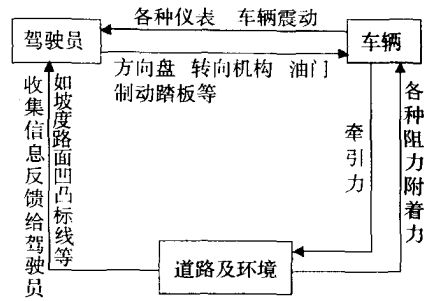 各种仪表 车辆震动
驾驶员
车辆
方向盘 转向机构 油门
制动踏板等
收集信息反馈给驾驶员
如坡度路面凹凸标线等
牵引力
各种阻力附着力
道路及环境